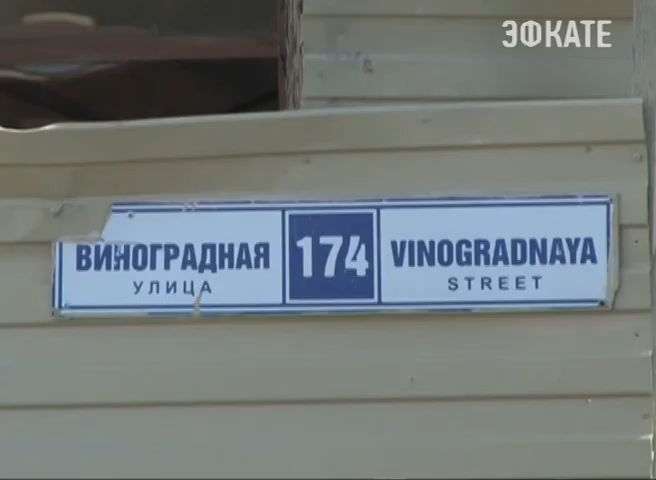 ЭФКАТЕ
ВИНОГРАДНАЯ
УЛИЦА
174
VINOGRADNAYA
STREET